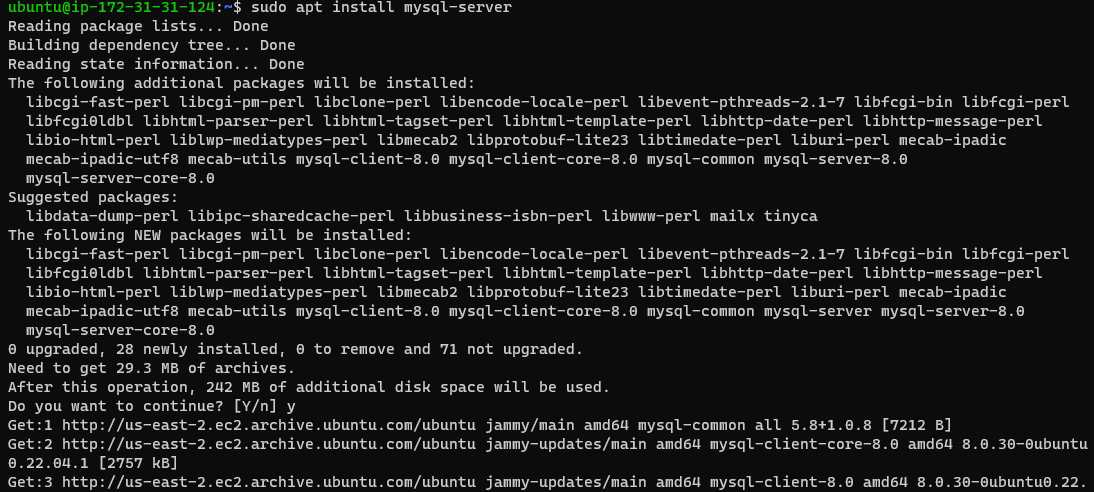 ubuntu@ip-172-31-31-124:~$ sudo apt install mysql-server
Reading package lists... Done
Building dependency tree... Done
Reading state information... Done
The following additional packages will be installed:
  libcgi-fast-perl libcgi-pm-perl libclone-perl libencode-locale-perl libevent-pthreads-2.1-7 libfcgi-bin libfcgi-perl
  libfcgi0ldbl libhtml-parser-perl libhtml-tagset-perl libhtml-template-perl libhttp-date-perl libhttp-message-perl
  libio-html-perl liblwp-mediatypes-perl libmecab2 libprotobuf-lite23 libtimedate-perl liburi-perl mecab-ipadic
  mecab-ipadic-utf8 mecab-utils mysql-client-8.0 mysql-client-core-8.0 mysql-common mysql-server-8.0
  mysql-server-core-8.0
Suggested packages:
  libdata-dump-perl libipc-sharedcache-perl libbusiness-isbn-perl libwww-perl mailx tinyca
The following NEW packages will be installed:
  libcgi-fast-perl libcgi-pm-perl libclone-perl libencode-locale-perl libevent-pthreads-2.1-7 libfcgi-bin libfcgi-perl
  libfcgi0ldbl libhtml-parser-perl libhtml-tagset-perl libhtml-template-perl libhttp-date-perl libhttp-message-perl
  libio-html-perl liblwp-mediatypes-perl libmecab2 libprotobuf-lite23 libtimedate-perl liburi-perl mecab-ipadic
  mecab-ipadic-utf8 mecab-utils mysql-client-8.0 mysql-client-core-8.0 mysql-common mysql-server mysql-server-8.0
  mysql-server-core-8.0
0 upgraded, 28 newly installed, 0 to remove and 71 not upgraded.
Need to get 29.3 MB of archives.
After this operation, 242 MB of additional disk space will be used.
Do you want to continue? [Y/n] y
Get:1 http://us-east-2.ec2.archive.ubuntu.com/ubuntu jammy/main amd64 mysql-common all 5.8+1.0.8 [7212 B]
Get:2 http://us-east-2.ec2.archive.ubuntu.com/ubuntu jammy-updates/main amd64 mysql-client-core-8.0 amd64 8.0.30-0ubuntu
0.22.04.1 [2757 kB]
Get:3 http://us-east-2.ec2.archive.ubuntu.com/ubuntu jammy-updates/main amd64 mysql-client-8.0 amd64 8.0.30-0ubuntu0.22.